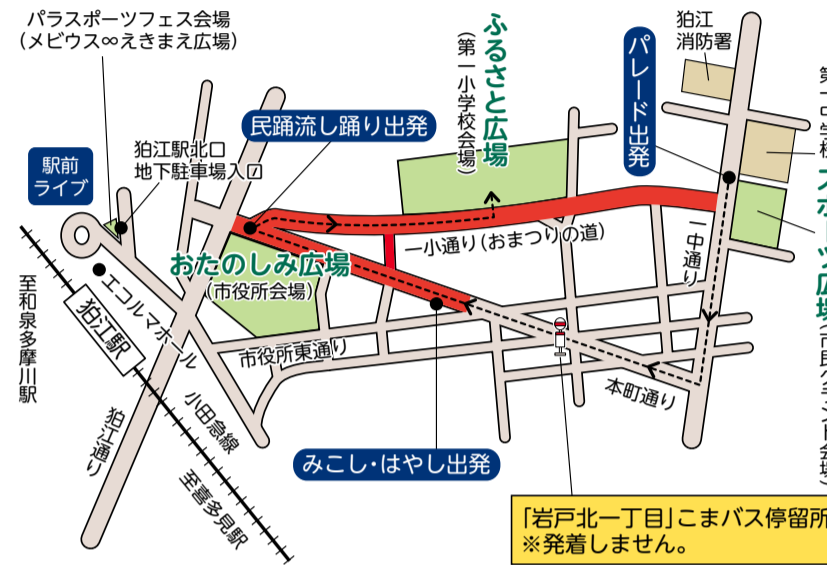 パラスポーツフェス会場
(メビウス∞えきまえ広場)
駅前
ライブ
狛江駅北口
地下駐車場入口
民踊流し踊り出発
ふるさと広場
(第一小学校会場)
パレード出発
狛江
消防署
おたのしみ広場
(市役所会場)
一小通り(おまつりの道)
一中通り
エコルマホール
狛江駅
至和泉多摩川駅
市役所東通り
本町通り
狛江通り
小田急線
至喜多見駅
みこし・はやし出発
「岩戸北一丁目」こまバス停留所
※発着しません。